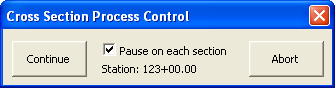 Cross Section Process Control
Continue
Pause on each section
Station: 123+00.00
Abort